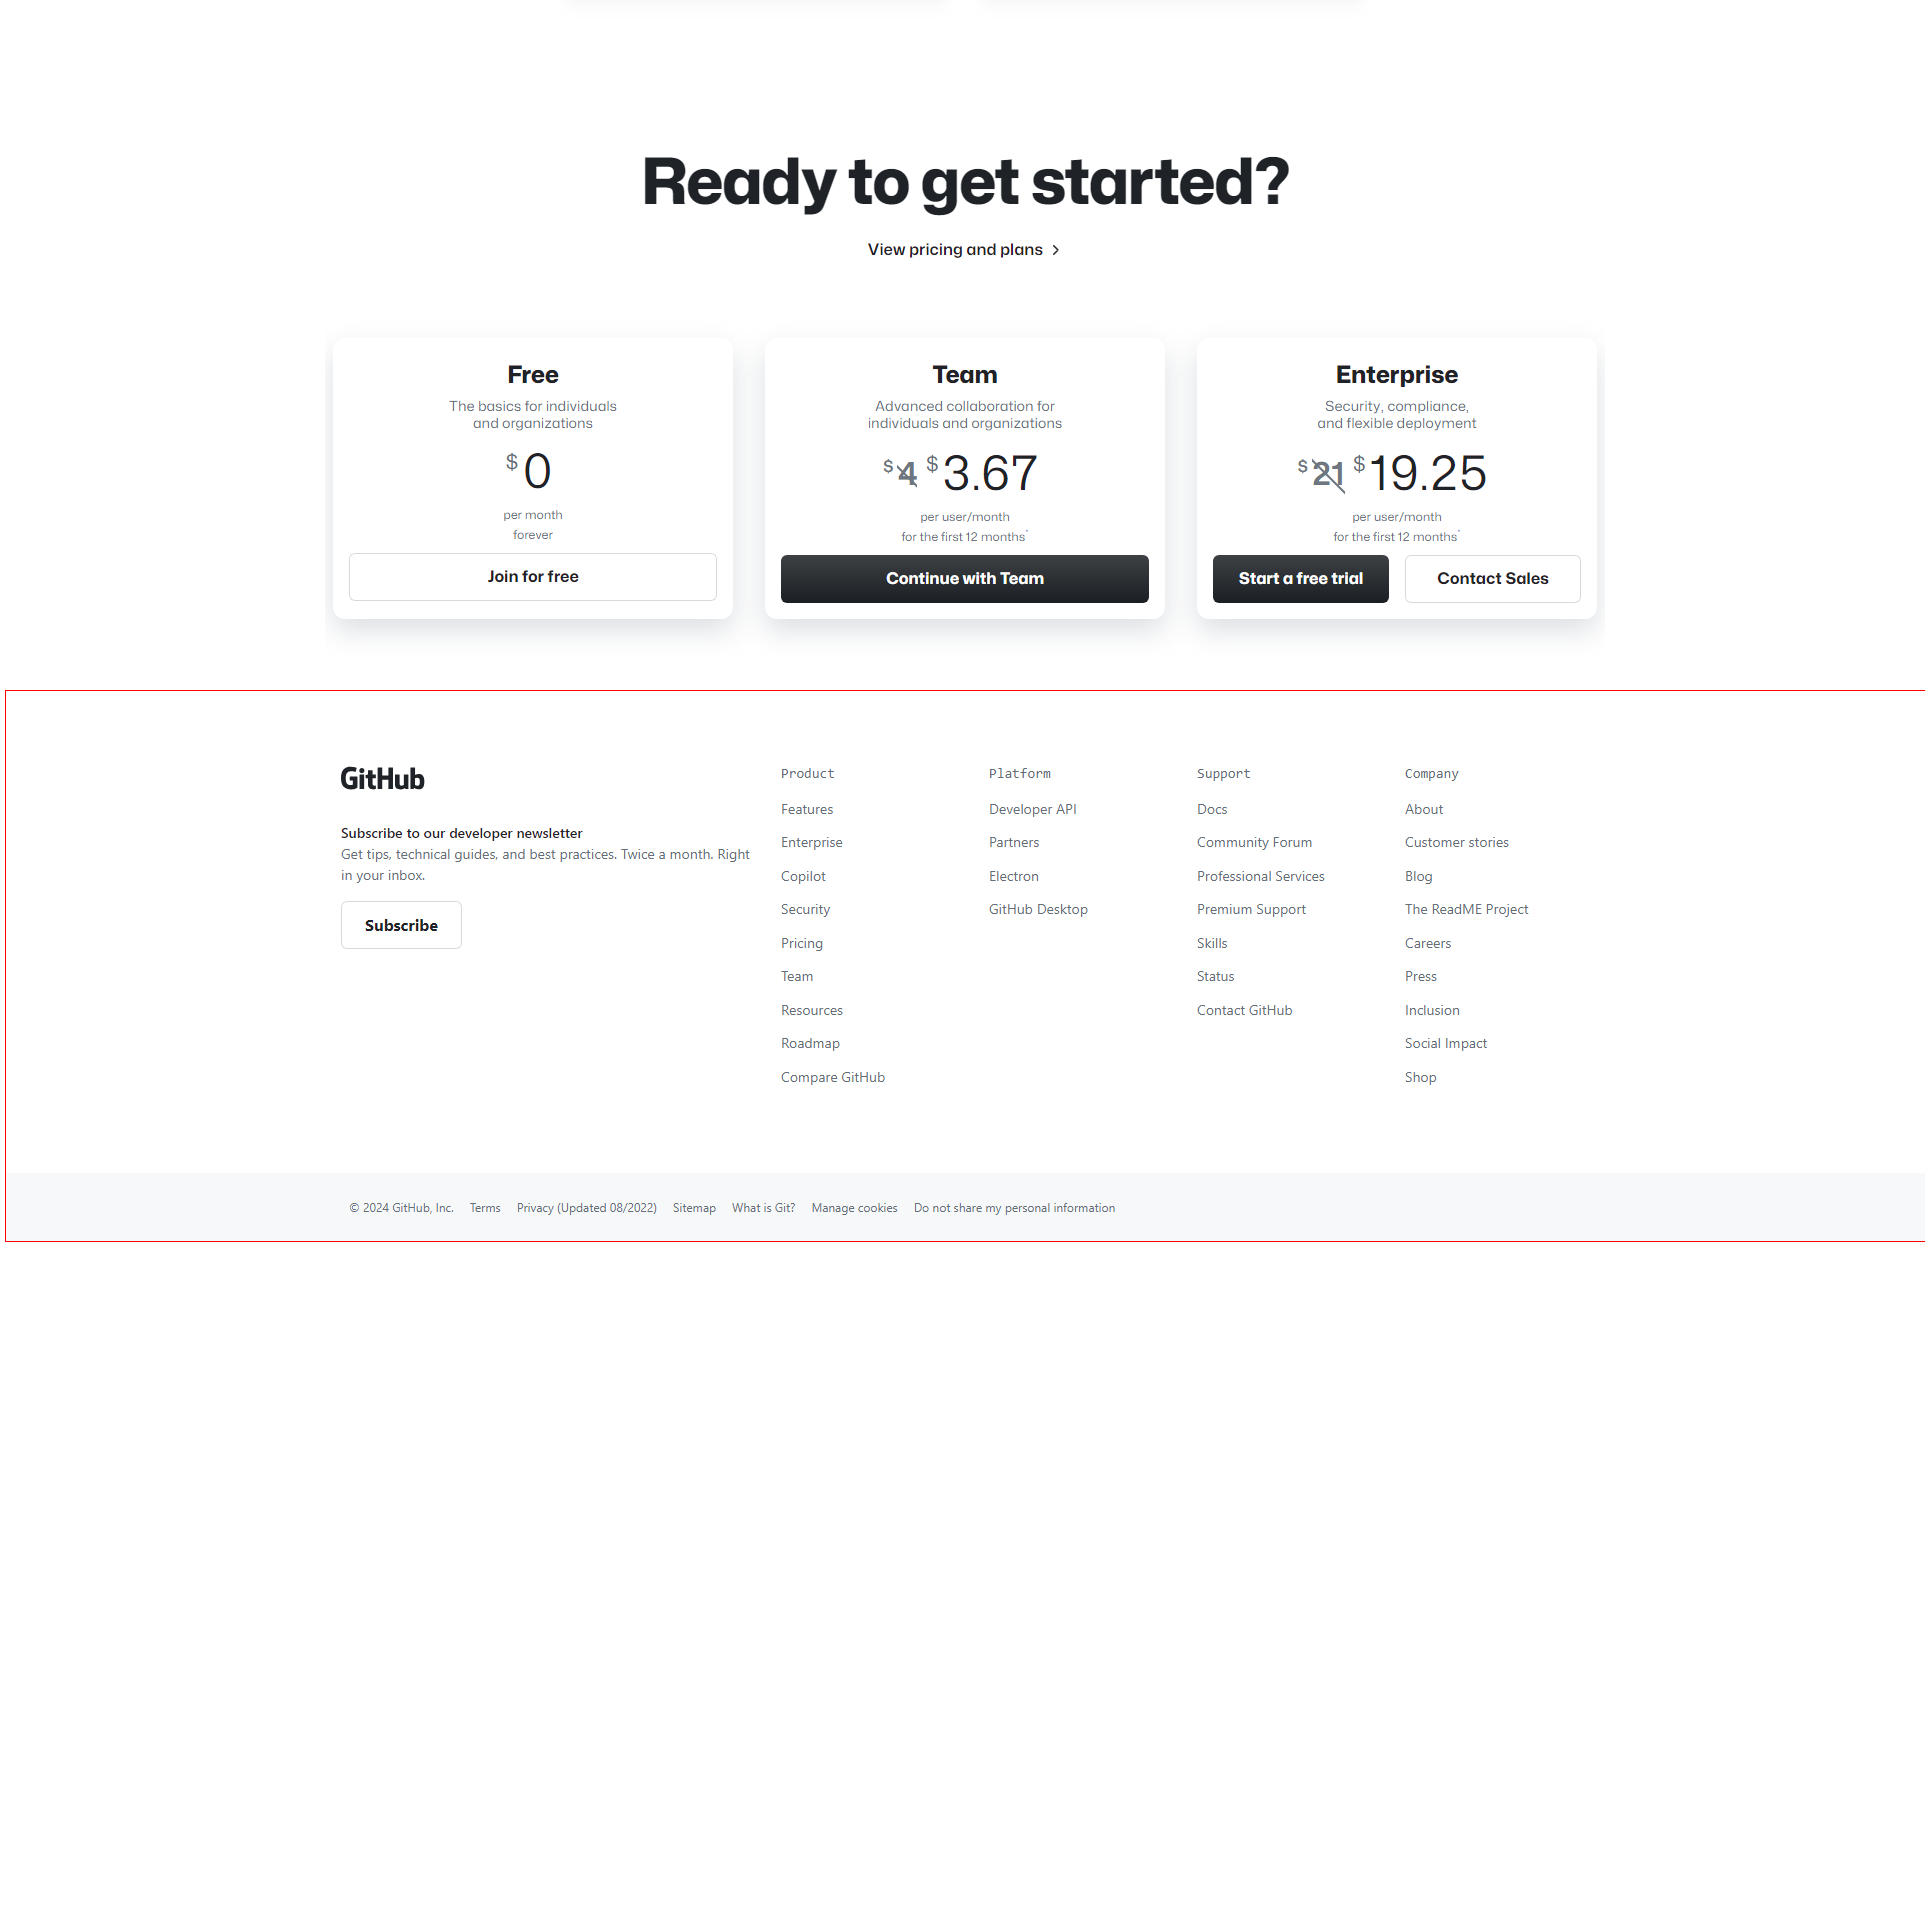 Ready to get started?
View pricing and plans
Free
The basics for individuals
and organizations
$0
per month
forever
Join for free
Team
Advanced collaboration for
individuals and organizations
$4 $3.67
per user/month
for the first 12 months*
Continue with Team
Enterprise
Security, compliance,
and flexible deployment
$21 $19.25
per user/month
for the first 12 months*
Start a free trial
Contact Sales
GitHub
Subscribe to our developer newsletter
Get tips, technical guides, and best practices. Twice a month. Right
in your inbox.
Subscribe
Product
Features
Enterprise
Copilot
Security
Pricing
Team
Resources
Roadmap
Compare GitHub
Platform
Developer API
Partners
Electron
GitHub Desktop
Support
Docs
Community Forum
Professional Services
Premium Support
Skills
Status
Contact GitHub
Company
About
Customer stories
Blog
The ReadME Project
Careers
Press
Inclusion
Social Impact
Shop
© 2024 GitHub, Inc. Terms Privacy (Updated 08/2022) Sitemap What is Git? Manage cookies Do not share my personal information